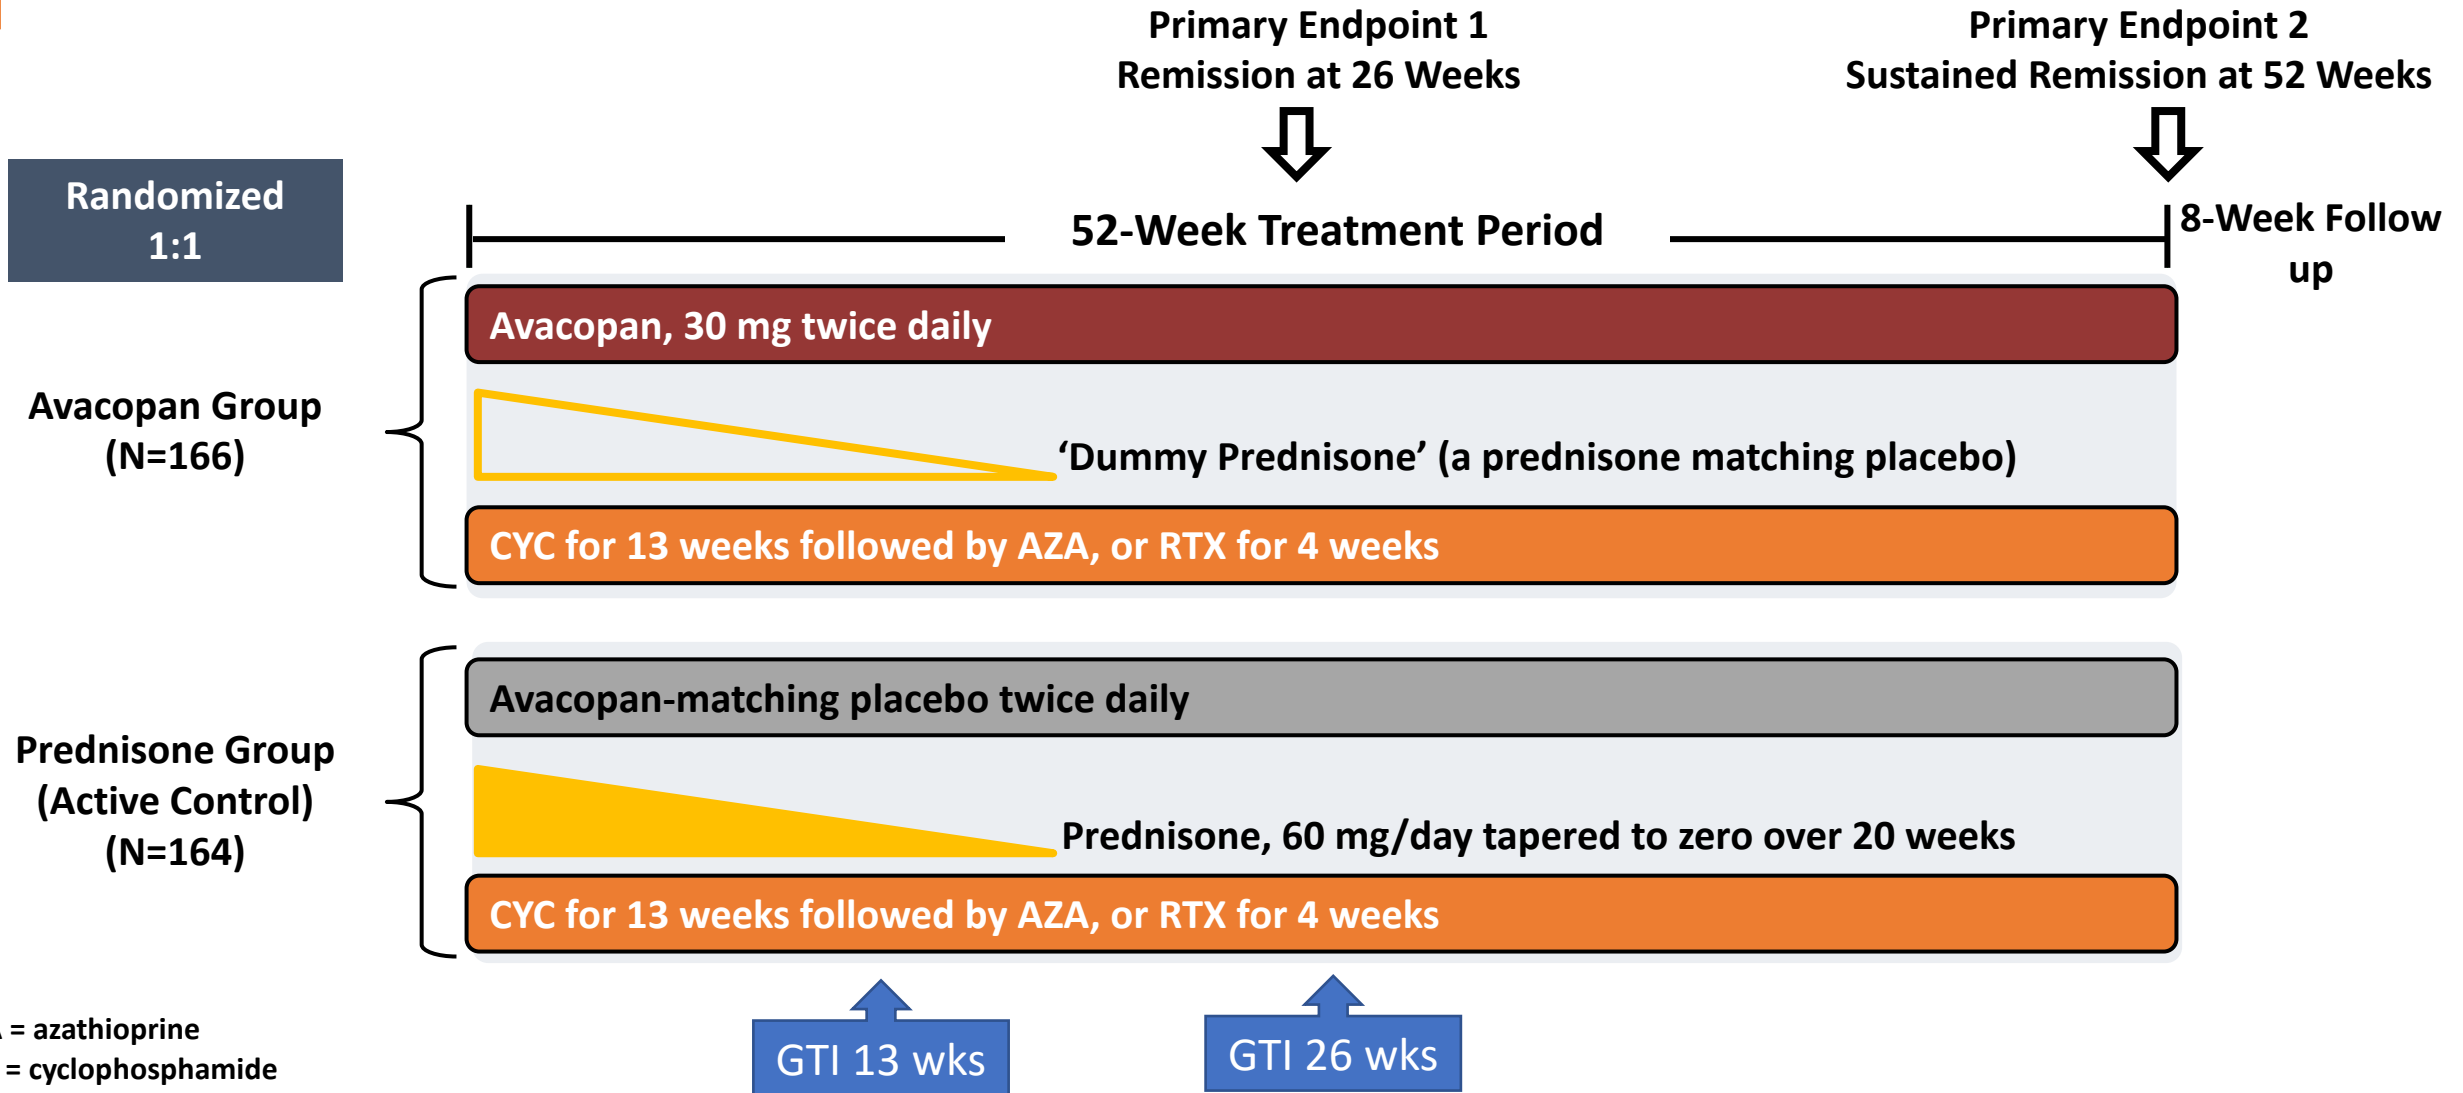 Primary Endpoint 1
Remission at 26 Weeks
Primary Endpoint 2
Sustained Remission at 52 Weeks
Randomized
1:1
52-Week Treatment Period
8-Week Follow
up
Avacopan Group
(N=166)
Avacopan, 30 mg twice daily
‘Dummy Prednisone’ (a prednisone matching placebo)
CYC for 13 weeks followed by AZA, or RTX for 4 weeks
Prednisone Group
(Active Control)
(N=164)
Avacopan-matching placebo twice daily
Prednisone, 60 mg/day tapered to zero over 20 weeks
CYC for 13 weeks followed by AZA, or RTX for 4 weeks
GTI 13 wks
GTI 26 wks
= azathioprine
= cyclophosphamide